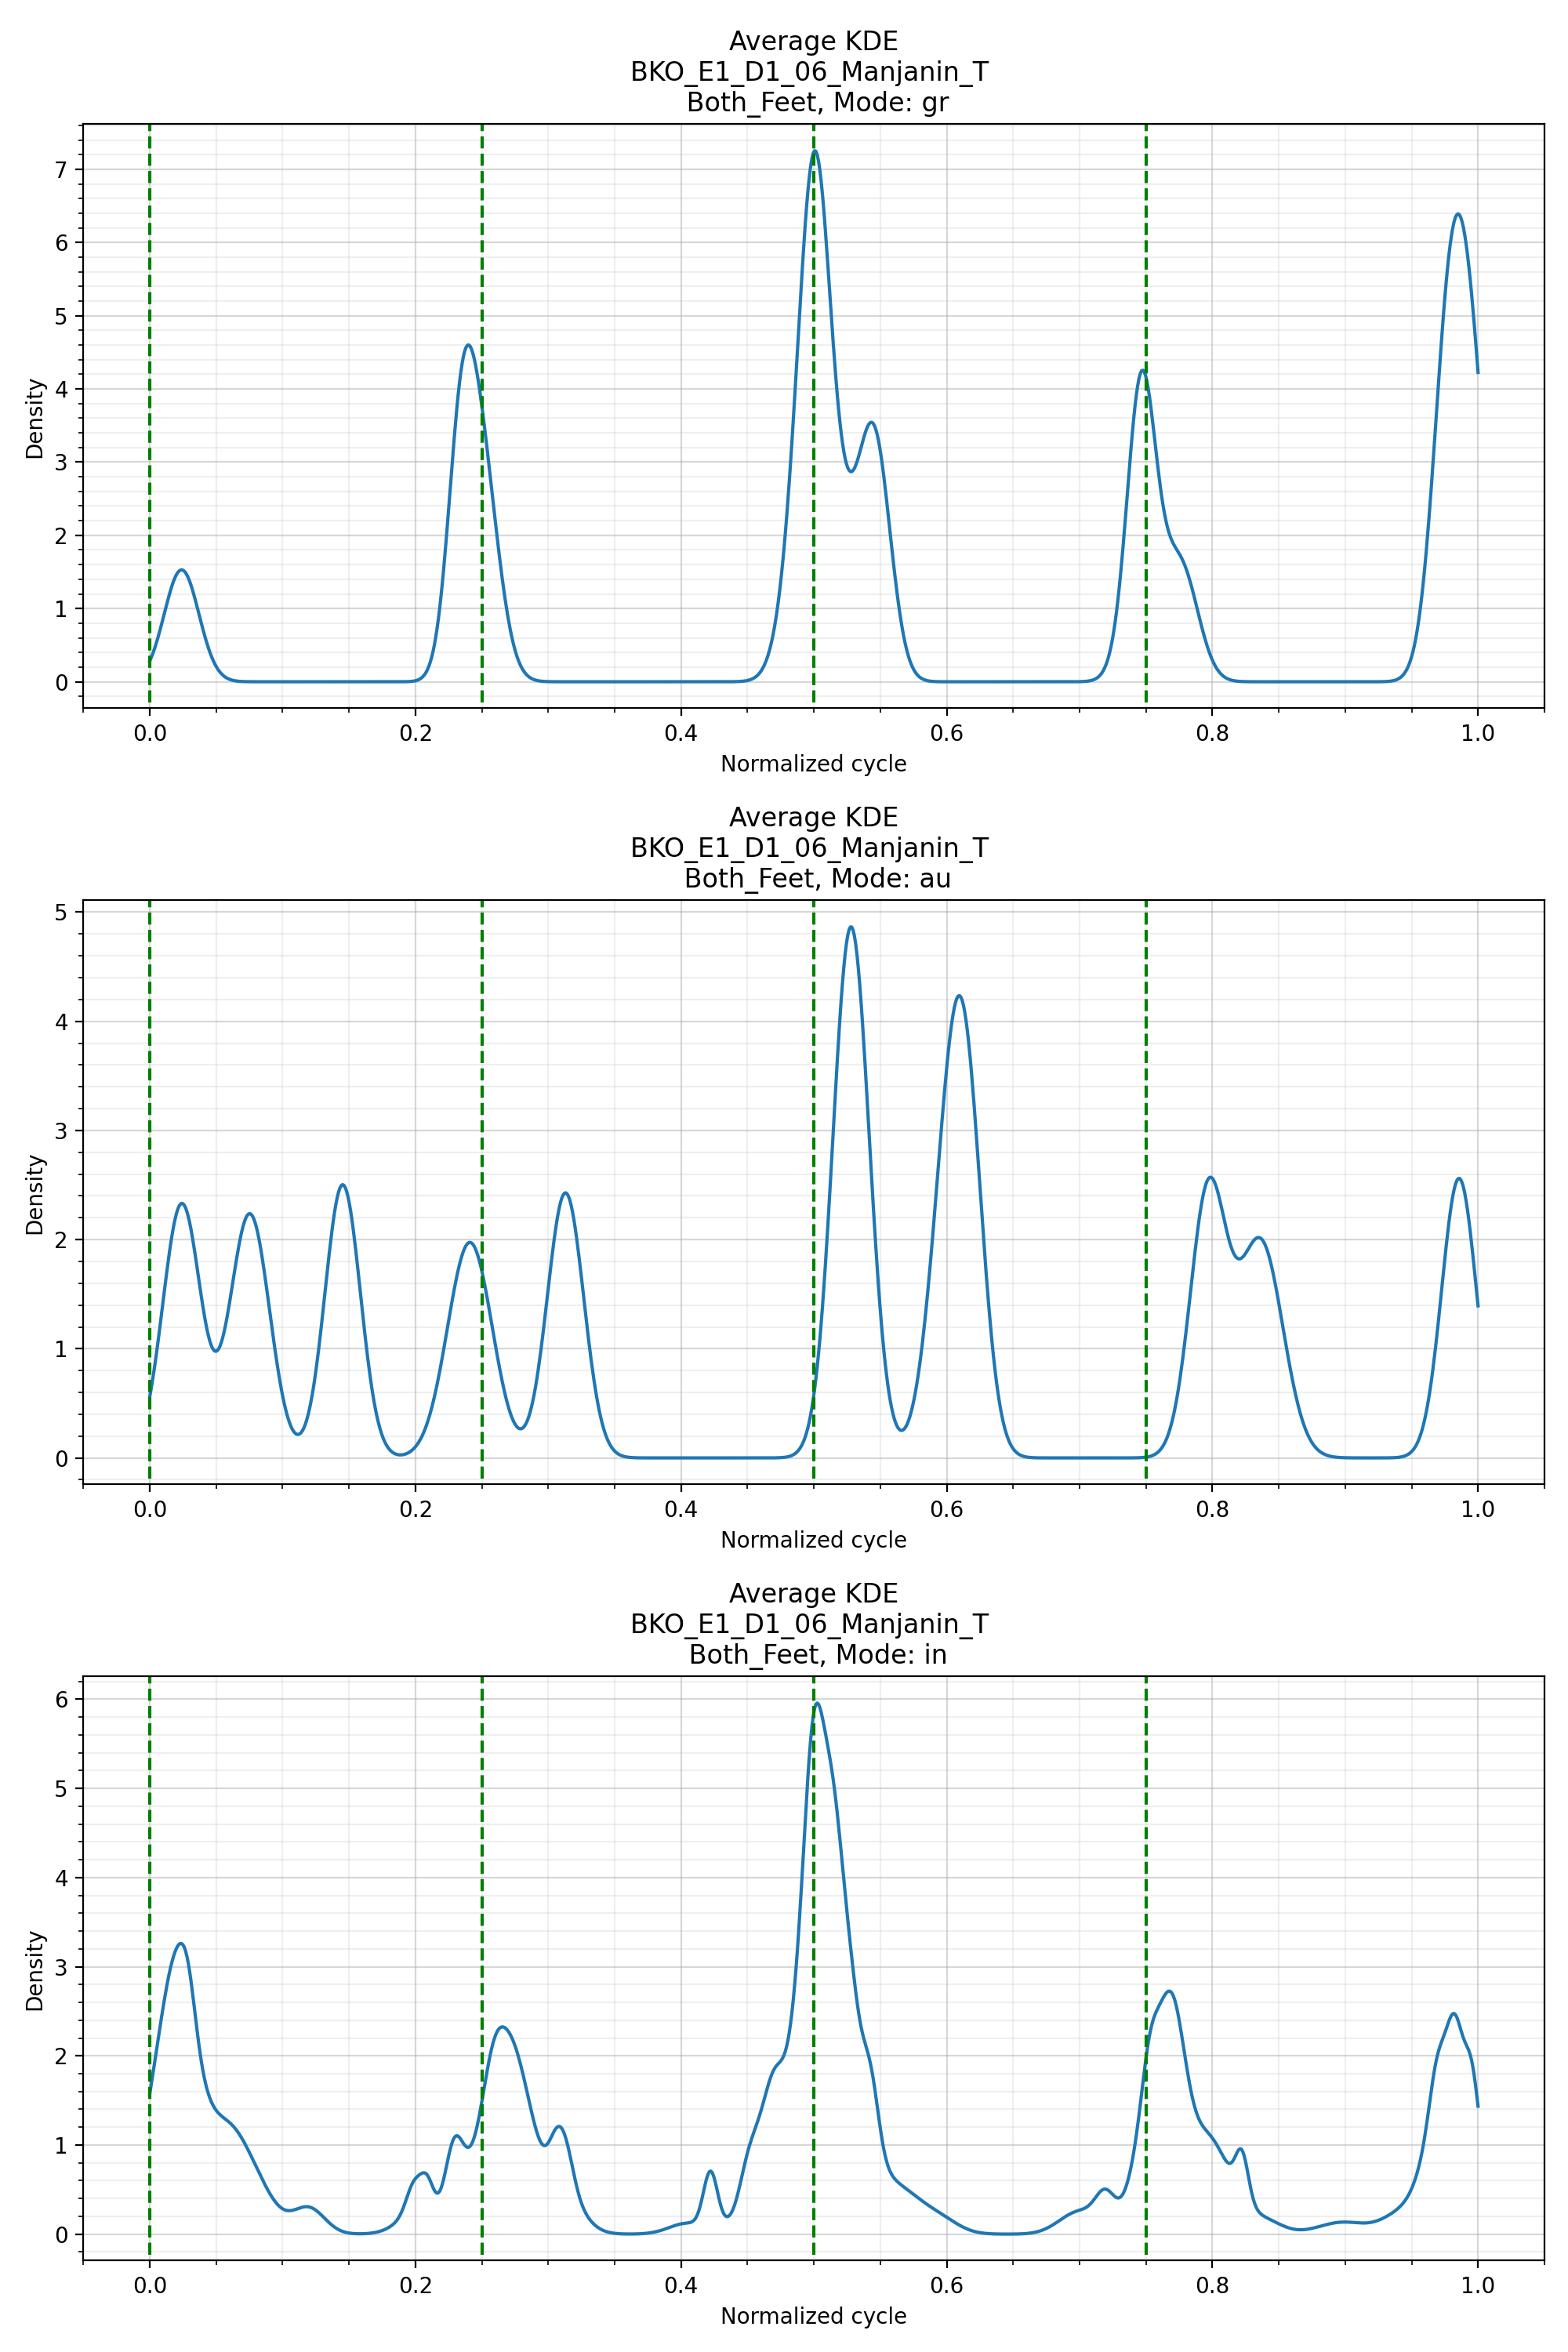 Average KDE
BKO_E1_D1_06_Manjanin_T
Both_Feet, Mode: gr
7
6
5
4
3
2
1
0
Density
0.0 0.2 0.4 0.6 0.8 1.0
Normalized cycle
Average KDE
BKO_E1_D1_06_Manjanin_T
Both_Feet, Mode: au
5
4
3
2
1
0
Density
0.0 0.2 0.4 0.6 0.8 1.0
Normalized cycle
Average KDE
BKO_E1_D1_06_Manjanin_T
Both_Feet, Mode: in
6
5
4
3
2
1
0
Density
0.0 0.2 0.4 0.6 0.8 1.0
Normalized cycle